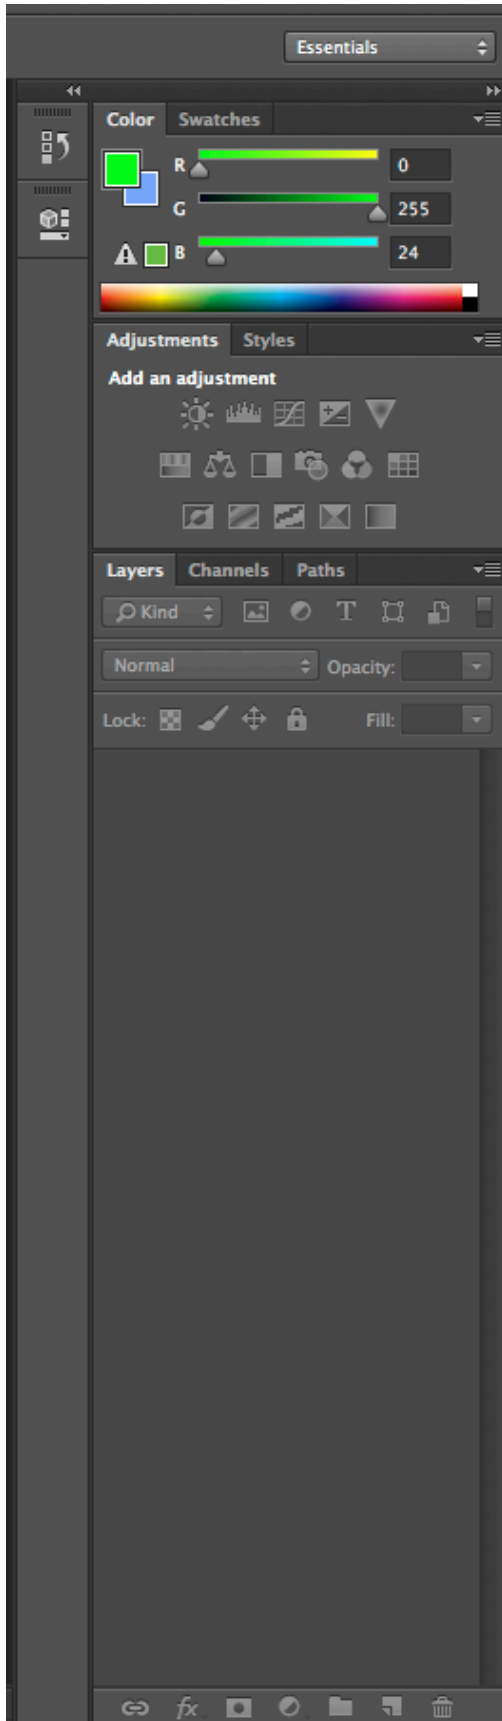 Essentials
Color Swatches
R 0
G 255
B 24
Adjustments Styles
Add an adjustment
Layers Channels Paths
Kind T
Normal Opacity:
Lock: Fill:
fx